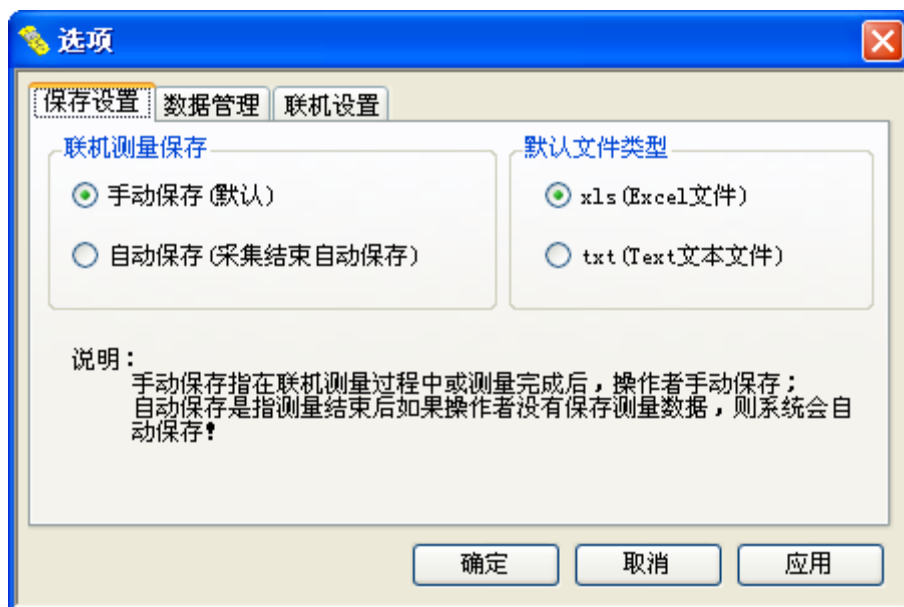 选项
保存设置 数据管理 联机设置
联机测量保存 默认文件类型
手动保存(默认) xls(Excel文件)
自动保存(采集结束自动保存) txt(Text文本文件)
说明：
手动保存指在联机测量过程中或测量完成后，操作者手动保存；
自动保存是指测量结束后如果操作者没有保存测量数据，则系统会自
动保存！
确定 取消 应用